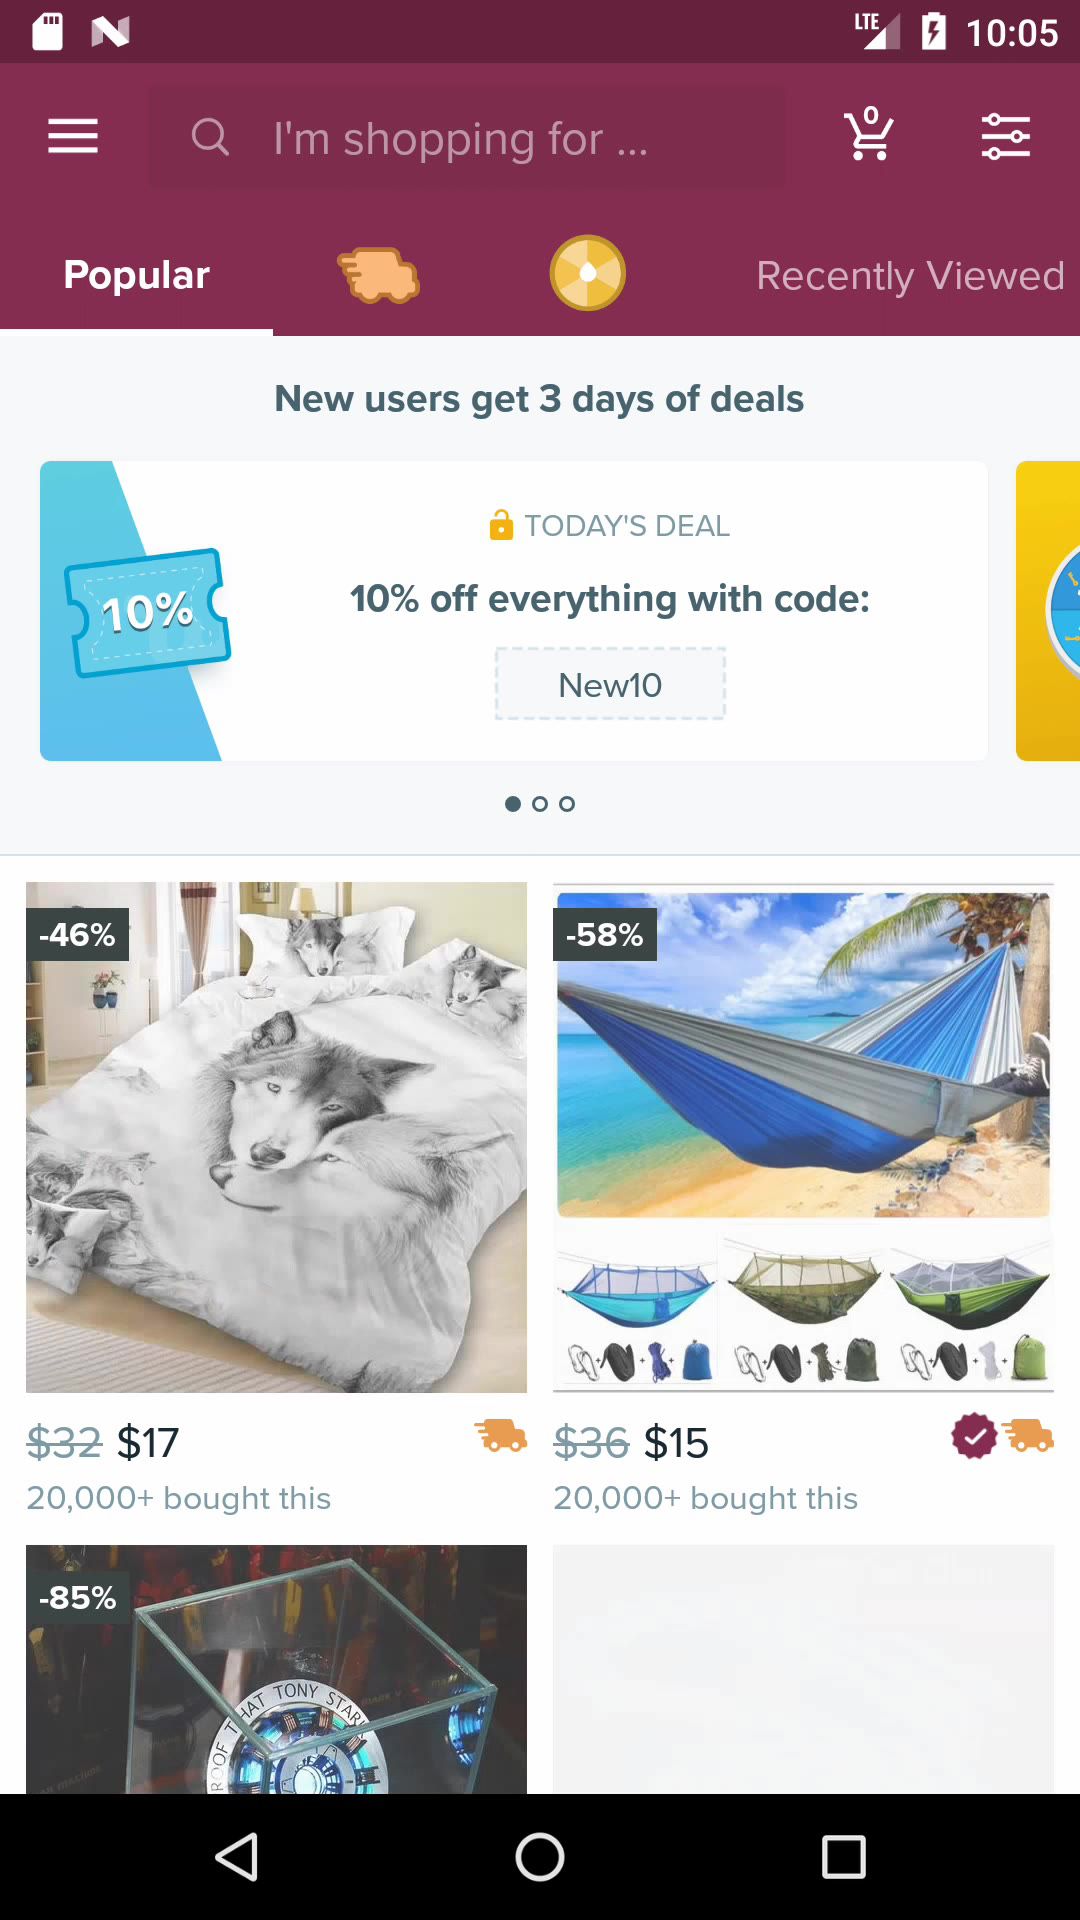 LTE 10:05
I'm shopping for ...
0
Popular
Recently Viewed
New users get 3 days of deals
TODAY'S DEAL
10%
10% off everything with code:
New10
-46%
-58%
$32 $17
$36 $15
20,000+ bought this
20,000+ bought this
-85%
ROOF THAT TONY STAR